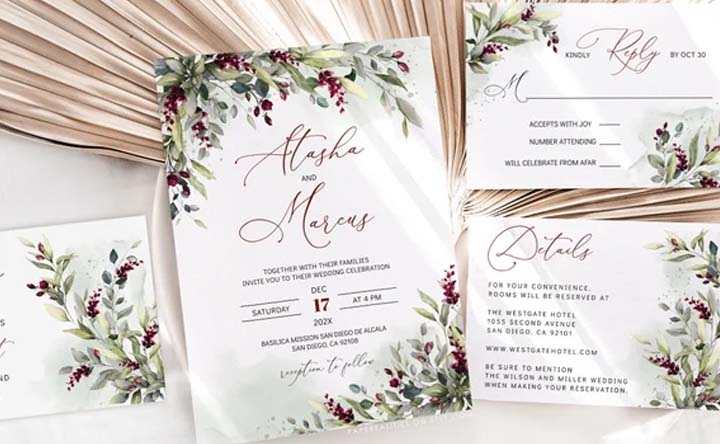 Atasha
AND
Marcus
TOGETHER WITH THEIR FAMILIES
INVITE YOU TO THEIR WEDDING CELEBRATION
DEC
SATURDAY 17 AT 4 PM
202X
BASILICA MISSION SAN DIEGO DE ALCALA
SAN DIEGO, CA 92108
reception to follow
KINDLY Reply BY OCT 30
M
ACCEPTS WITH JOY
NUMBER ATTENDING
WILL CELEBRATE FROM AFAR
Details
FOR YOUR CONVENIENCE.
ROOMS WILL BE RESERVED AT
THE WESTGATE HOTEL
1055 SECOND AVENUE
SAN DIEGO, CA 92101
WWW.WESTGATEHOTEL.COM
BE SURE TO MENTION
THE WILSON AND MILLER WEDDING
WHEN MAKING YOUR RESERVATION.